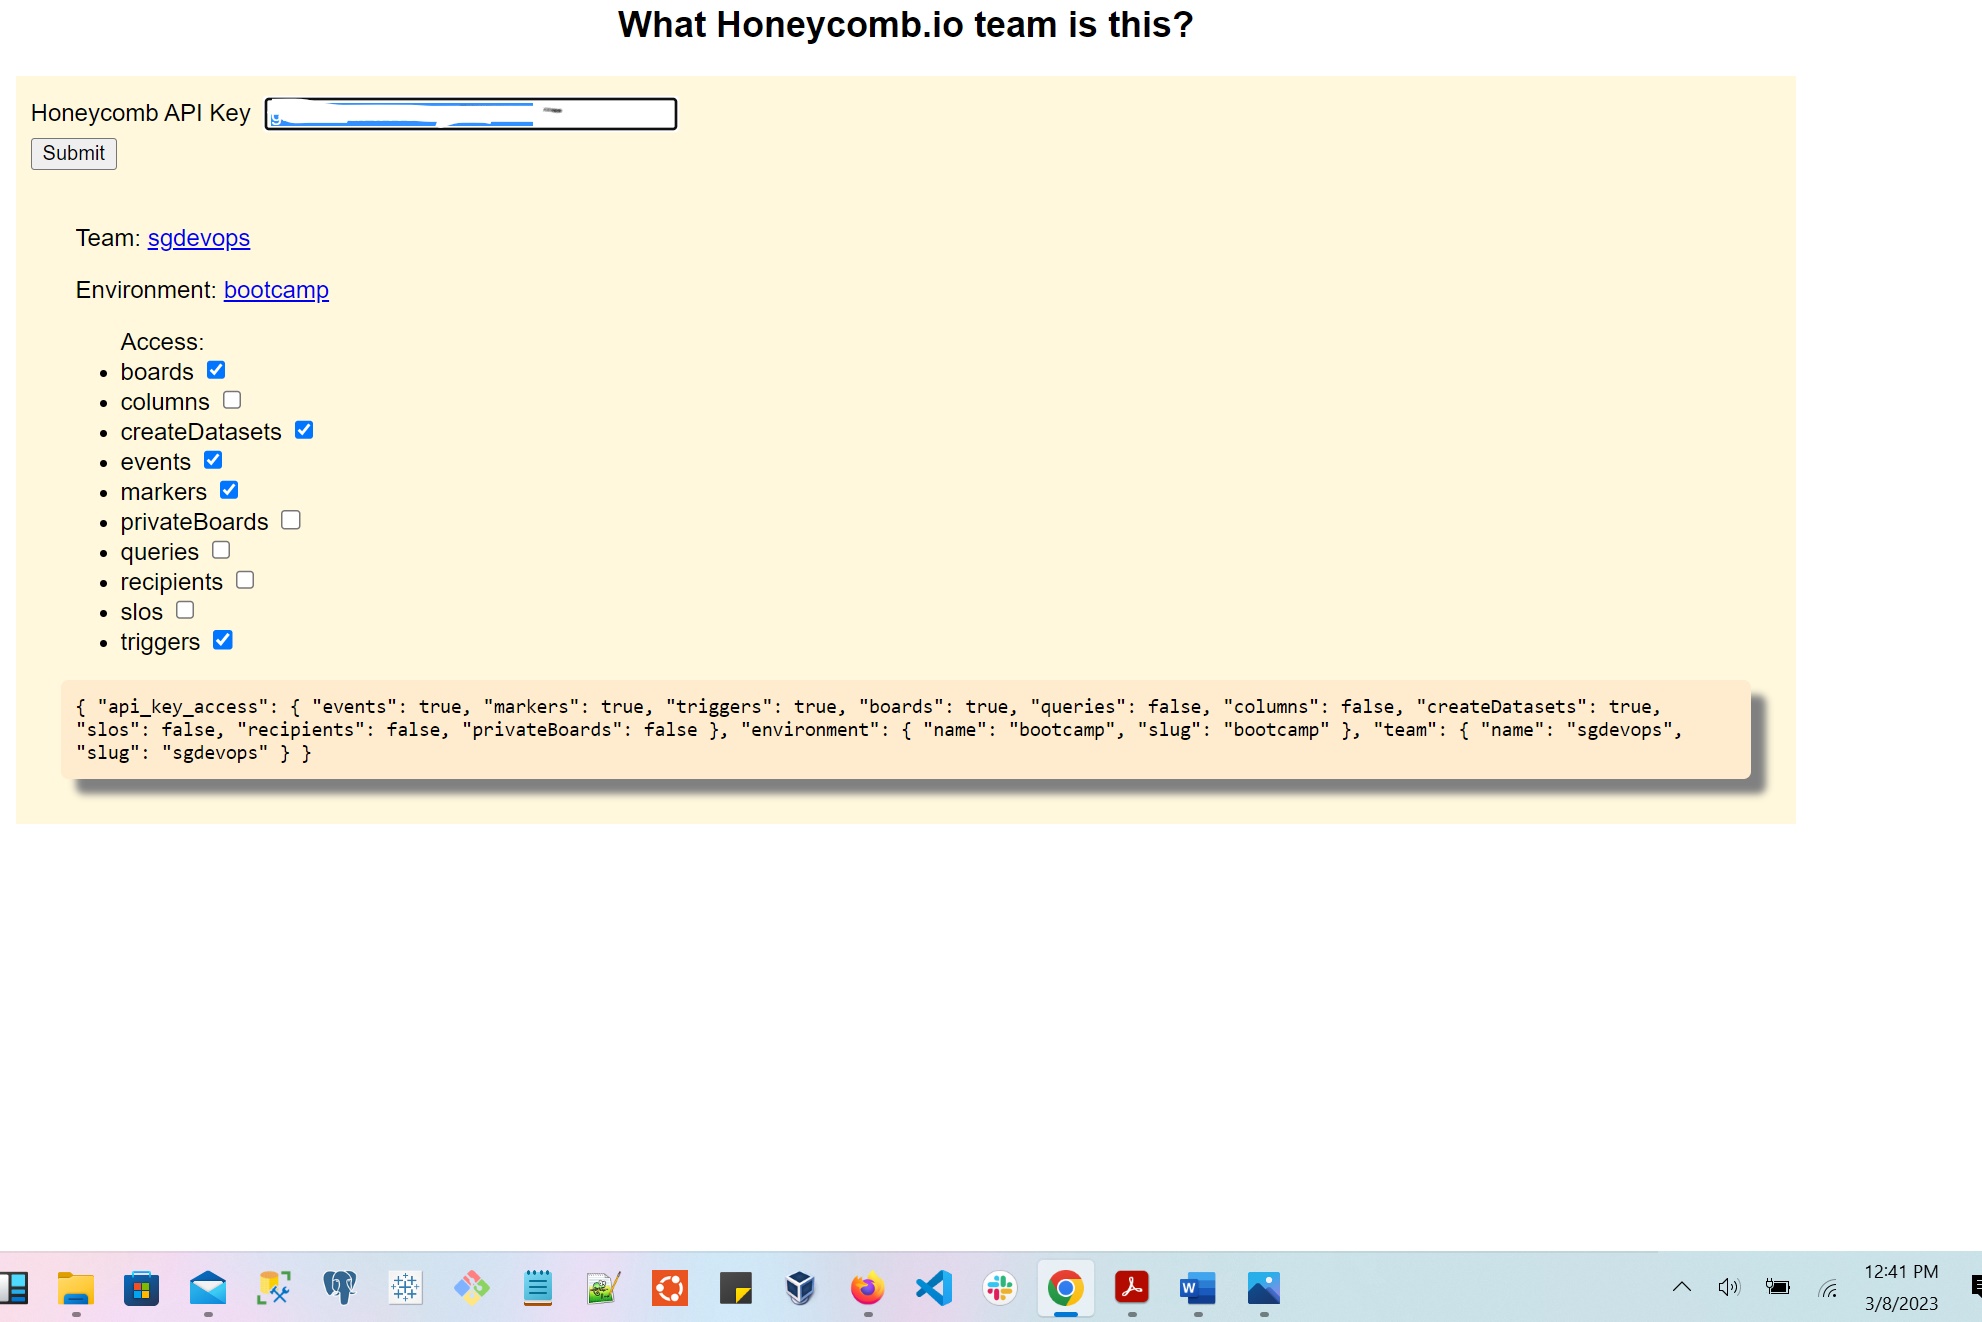 What Honeycomb.io team is this?
Honeycomb API Key
Submit
Team: sgdevops
Environment: bootcamp
Access:
boards
columns
createDatasets
events
markers
privateBoards
queries
recipients
slos
triggers
{ "api_key_access": { "events": true, "markers": true, "triggers": true, "boards": true, "queries": false, "columns": false, "createDatasets": true,
"slos": false, "recipients": false, "privateBoards": false }, "environment": { "name": "bootcamp", "slug": "bootcamp" }, "team": { "name": "sgdevops",
"slug": "sgdevops" } }
12:41 PM
3/8/2023